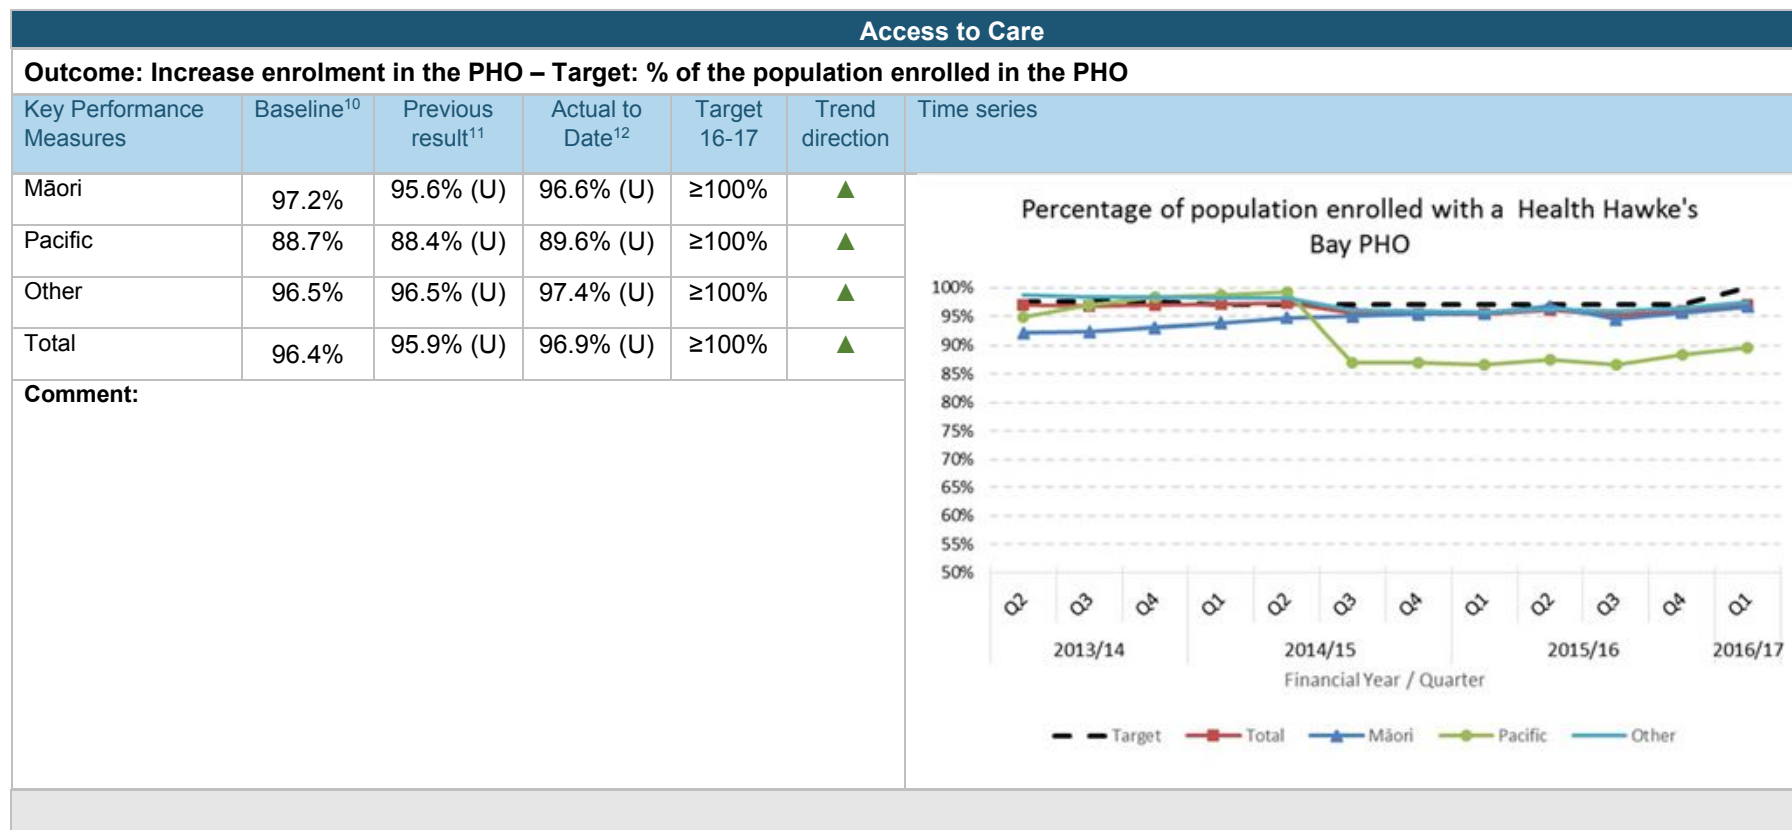 Access to Care
Outcome: Increase enrolment in the PHO – Target: % of the population enrolled in the PHO
Key Performance Measures
Baseline10
Previous result11
Actual to Date12
Target 16-17
Trend direction
Time series
Māori 97.2% 95.6% (U) 96.6% (U) ≥100% ▲
Pacific 88.7% 88.4% (U) 89.6% (U) ≥100% ▲
Other 96.5% 96.5% (U) 97.4% (U) ≥100% ▲
Total 96.4% 95.9% (U) 96.9% (U) ≥100% ▲
Comment:
Percentage of population enrolled with a Health Hawke's
Bay PHO
100%
95%
90%
85%
80%
75%
70%
65%
60%
55%
50%
Q2 Q3 Q4 Q1 Q2 Q3 Q4 Q1 Q2 Q3 Q4 Q1
2013/14 2014/15 2015/16 2016/17
Financial Year / Quarter
Target Total Māori Pacific Other